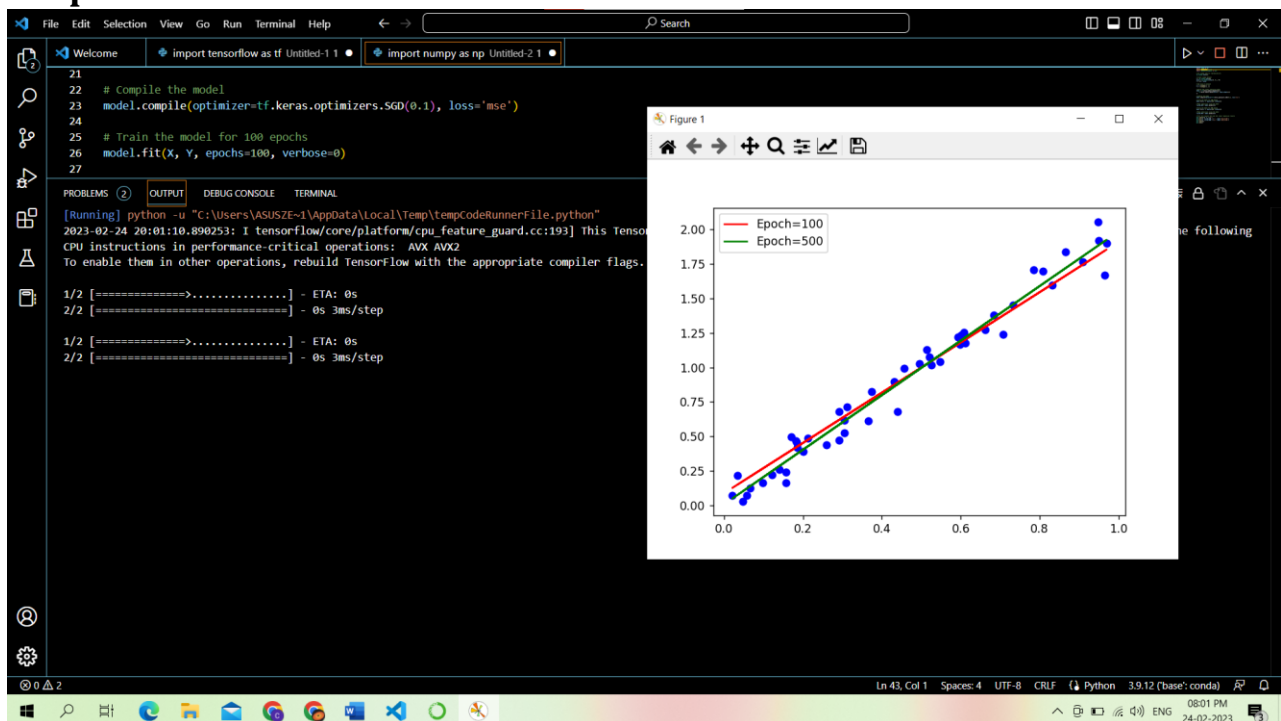 File Edit Selection View Go Run Terminal Help
Search
Welcome
import tensorflow as tf Untitled-1 1
import numpy as np Untitled-2 1
21
22 # Compile the model
23 model.compile(optimizer=tf.keras.optimizers.SGD(0.1), loss='mse')
24
25 # Train the model for 100 epochs
26 model.fit(X, Y, epochs=100, verbose=0)
27
PROBLEMS 2 OUTPUT DEBUG CONSOLE TERMINAL
[Running] python -u "C:\Users\ASUSZE~1\AppData\Local\Temp\tempCodeRunnerFile.python"
2023-02-24 20:01:10.890253: I tensorflow/core/platform/cpu_feature_guard.cc:193] This Tenso
he following
CPU instructions in performance-critical operations: AVX AVX2
To enable them in other operations, rebuild TensorFlow with the appropriate compiler flags.
1/2 [==============>...............] - ETA: 0s
2/2 [==============================] - 0s 3ms/step
1/2 [==============>...............] - ETA: 0s
2/2 [==============================] - 0s 3ms/step
Figure 1
Epoch=100
Epoch=500
2.00
1.75
1.50
1.25
1.00
0.75
0.50
0.25
0.00
0.0 0.2 0.4 0.6 0.8 1.0
2
0 2
Ln 43, Col 1 Spaces: 4 UTF-8 CRLF Python 3.9.12 ('base': conda)
ENG
08:01 PM
24-02-2023
3